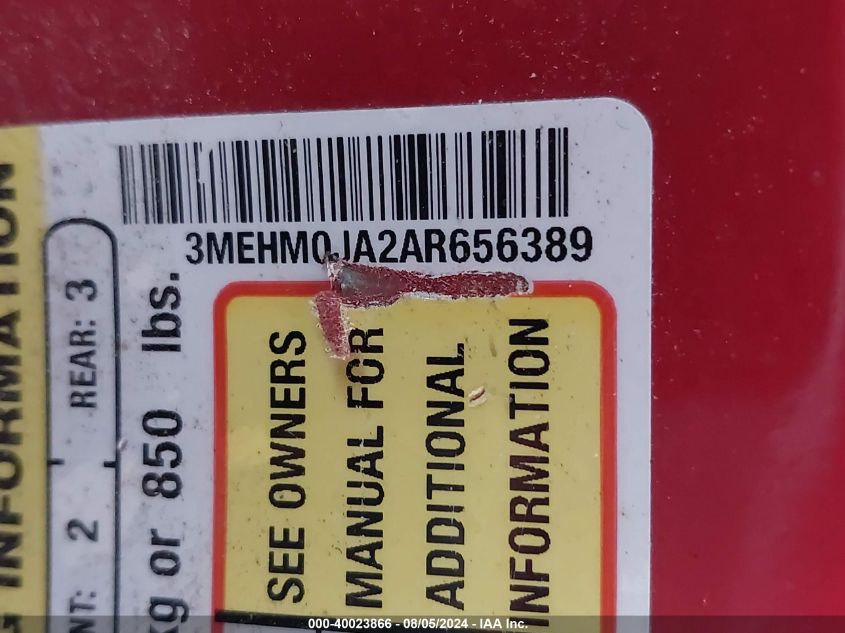 3MEHM0JA2AR656389
INFORMATION
NT: 2 REAR: 3
kg or 850 lbs.
SEE OWNERS
MANUAL FOR
ADDITIONAL
INFORMATION
000-40023866 - 08/05/2024 - IAA Inc.